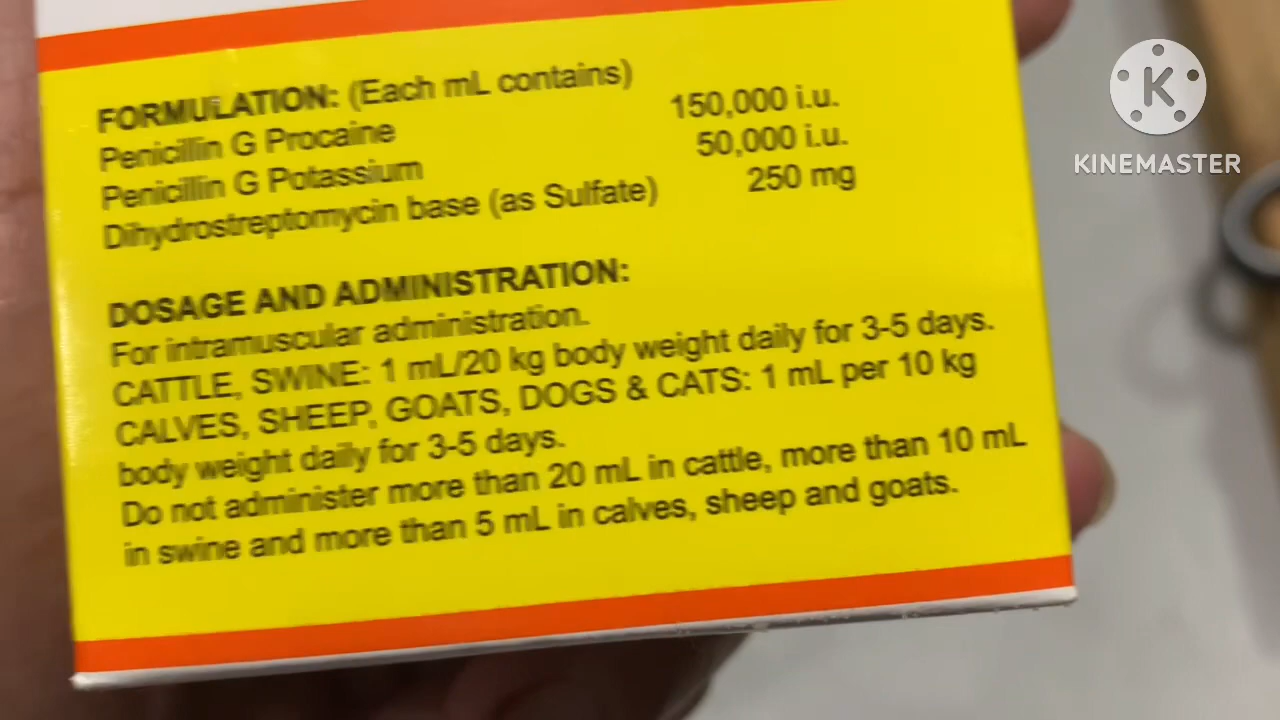 FORMULATION: (Each mL contains)
Penicillin G Procaine 150,000 i.u.
Penicillin G Potassium 50,000 i.u.
Dihydrostreptomycin base (as Sulfate) 250 mg
DOSAGE AND ADMINISTRATION:
For intramuscular administration.
CATTLE, SWINE: 1 mL/20 kg body weight daily for 3-5 days.
CALVES, SHEEP, GOATS, DOGS & CATS: 1 mL per 10 kg
body weight daily for 3-5 days.
Do not administer more than 20 mL in cattle, more than 10 mL
in swine and more than 5 mL in calves, sheep and goats.
K
KINEMASTER